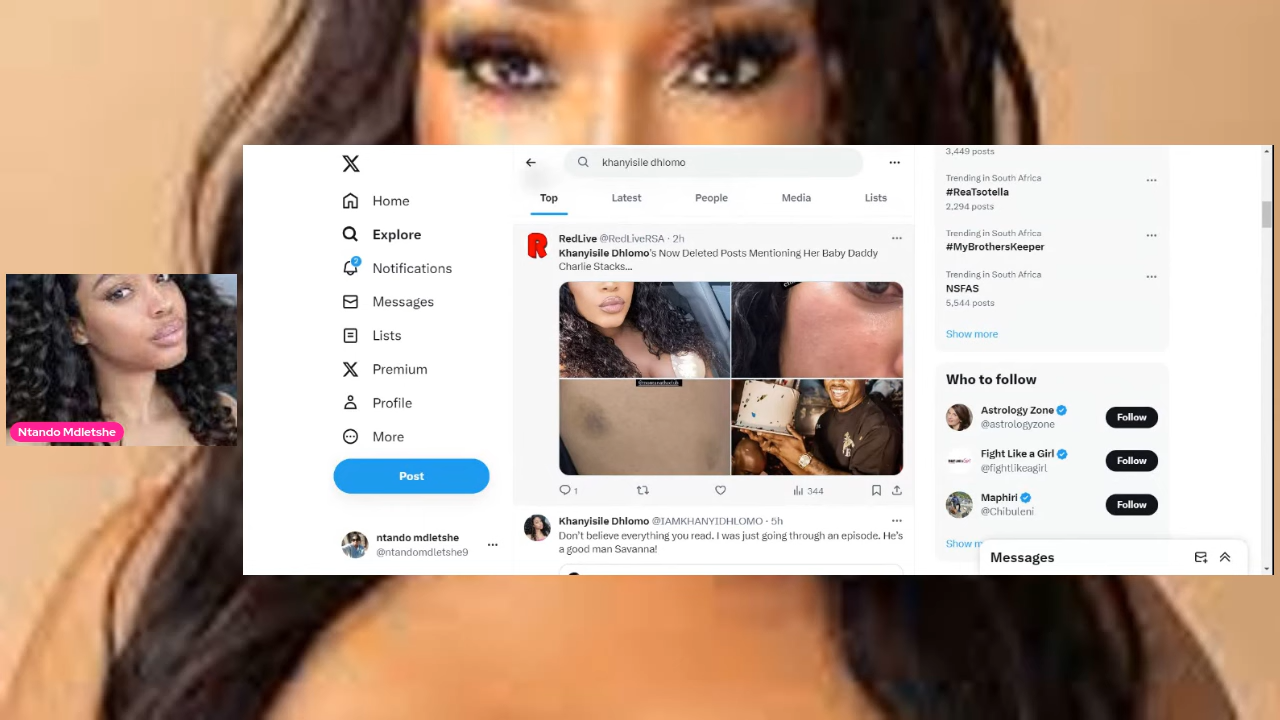 khanyisile dhlomo
Top
Latest
People
Media
Lists
Home
Explore
2
Notifications
Messages
Lists
Premium
Profile
More
Post
ntando mdletshe
@ntandomdletshe9
Ntando Mdletshe
RedLive @RedLiveRSA · 2h
Khanyisile Dhlomo's Now Deleted Posts Mentioning Her Baby Daddy
Charlie Stacks...
1
344
Khanyisile Dhlomo @IAMKHANYIDHLOMO · 5h
Don't believe everything you read. I was just going through an episode. He's
a good man Savanna!
3,449 posts
Trending in South Africa
#ReaTsotella
2,294 posts
Trending in South Africa
#MyBrothersKeeper
Trending in South Africa
NSFAS
5,544 posts
Show more
Who to follow
Astrology Zone
@astrologyzone
Follow
Fight Like a Girl
@fightlikeagirl
Follow
Maphiri
@Chibuleni
Follow
Show m
Messages